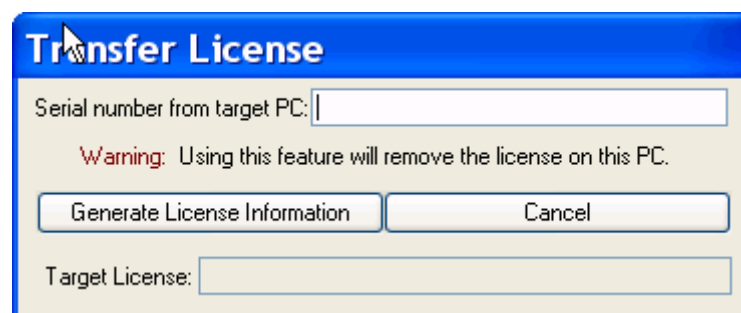 Transfer License
Serial number from target PC:
Warning: Using this feature will remove the license on this PC.
Generate License Information Cancel
Target License: